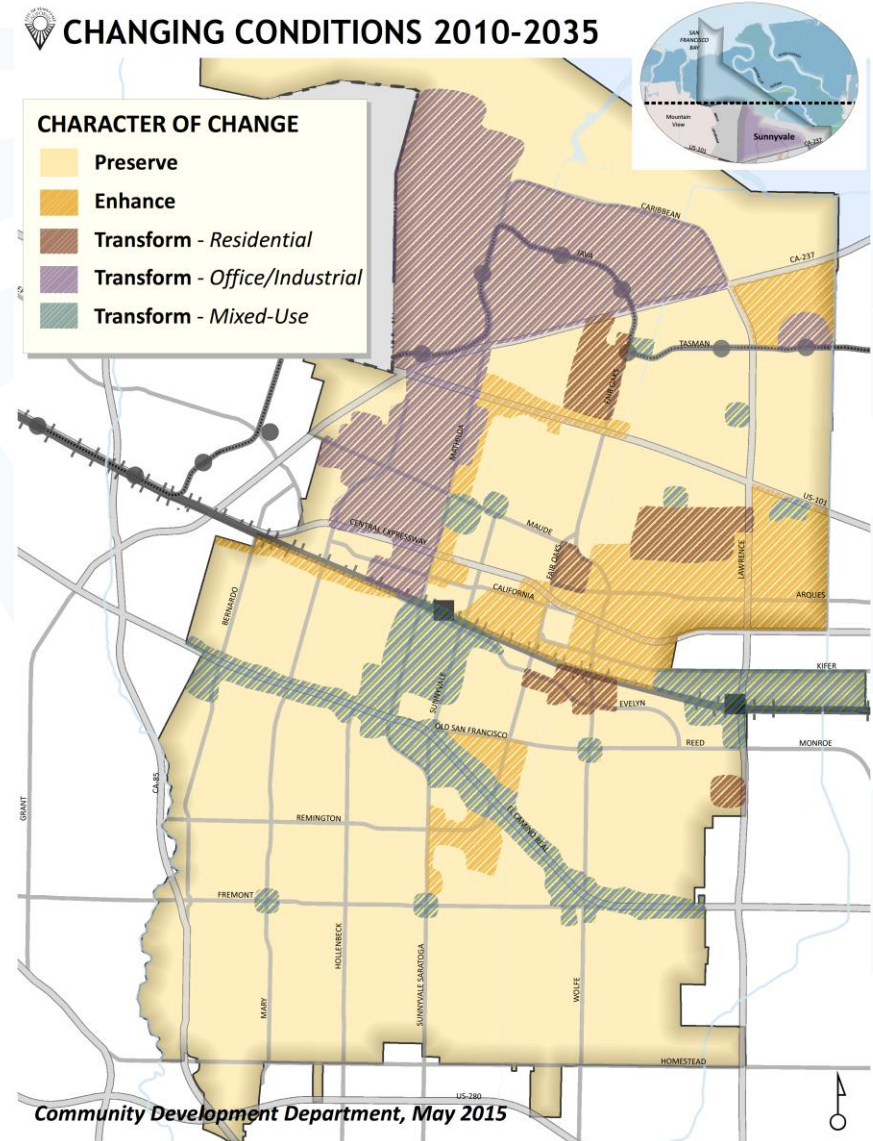 CHANGING CONDITIONS 2010-2035
SAN
FRANCISCO
BAY
Mountain
View
Sunnyvale
US-101
CA-237
CHARACTER OF CHANGE
Preserve
Enhance
Transform - Residential
Transform - Office/Industrial
Transform - Mixed-Use
CARIBBEAN
JAVA
CA-237
TASMAN
FAIR OAKS
MATHILDA
US-101
MAUDE
CENTRAL EXPRESSWAY
FAIR OAKS
LAWRENCE
CALIFORNIA
ARQUES
BERNARDO
KIFER
SUNNYVALE
EVELYN
OLD SAN FRANCISCO
REED
MONROE
CA-85
GRANT
EL CAMINO REAL
REMINGTON
FREMONT
HOLLENBECK
MARY
SUNNYVALE SARATOGA
WOLFE
HOMESTEAD
US-280
Community Development Department, May 2015